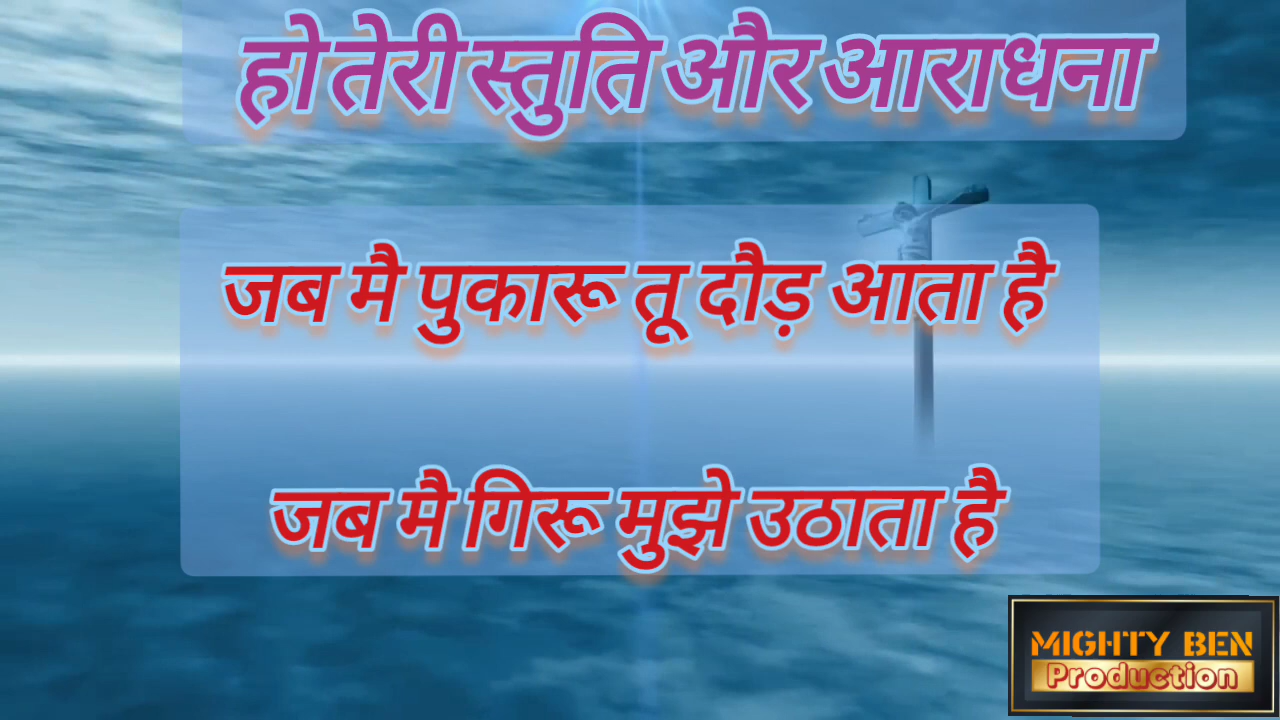 हो तेरी स्तुति और आराधना
जब मै पुकारू तू दौड़ आता है
जब मै गिरू मुझे उठाता है
MIGHTY BEN
Production